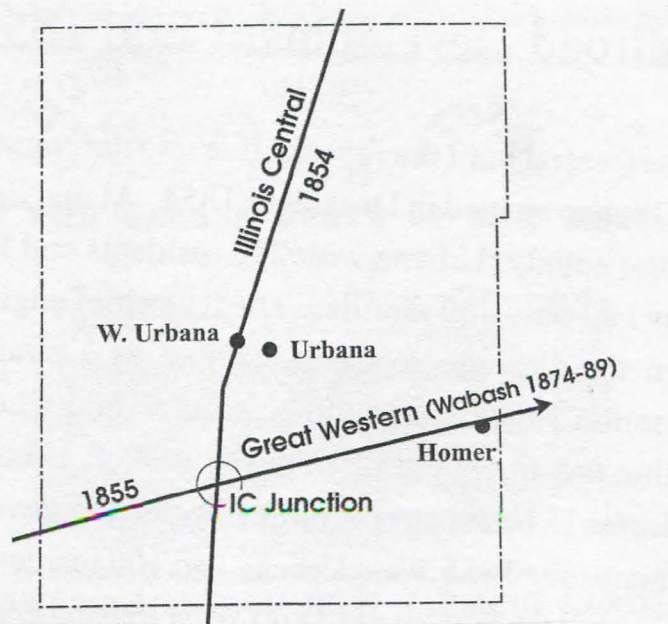 Illinois Central
1854
W. Urbana
Urbana
Great Western (Wabash 1874-89)
Homer
1855
IC Junction